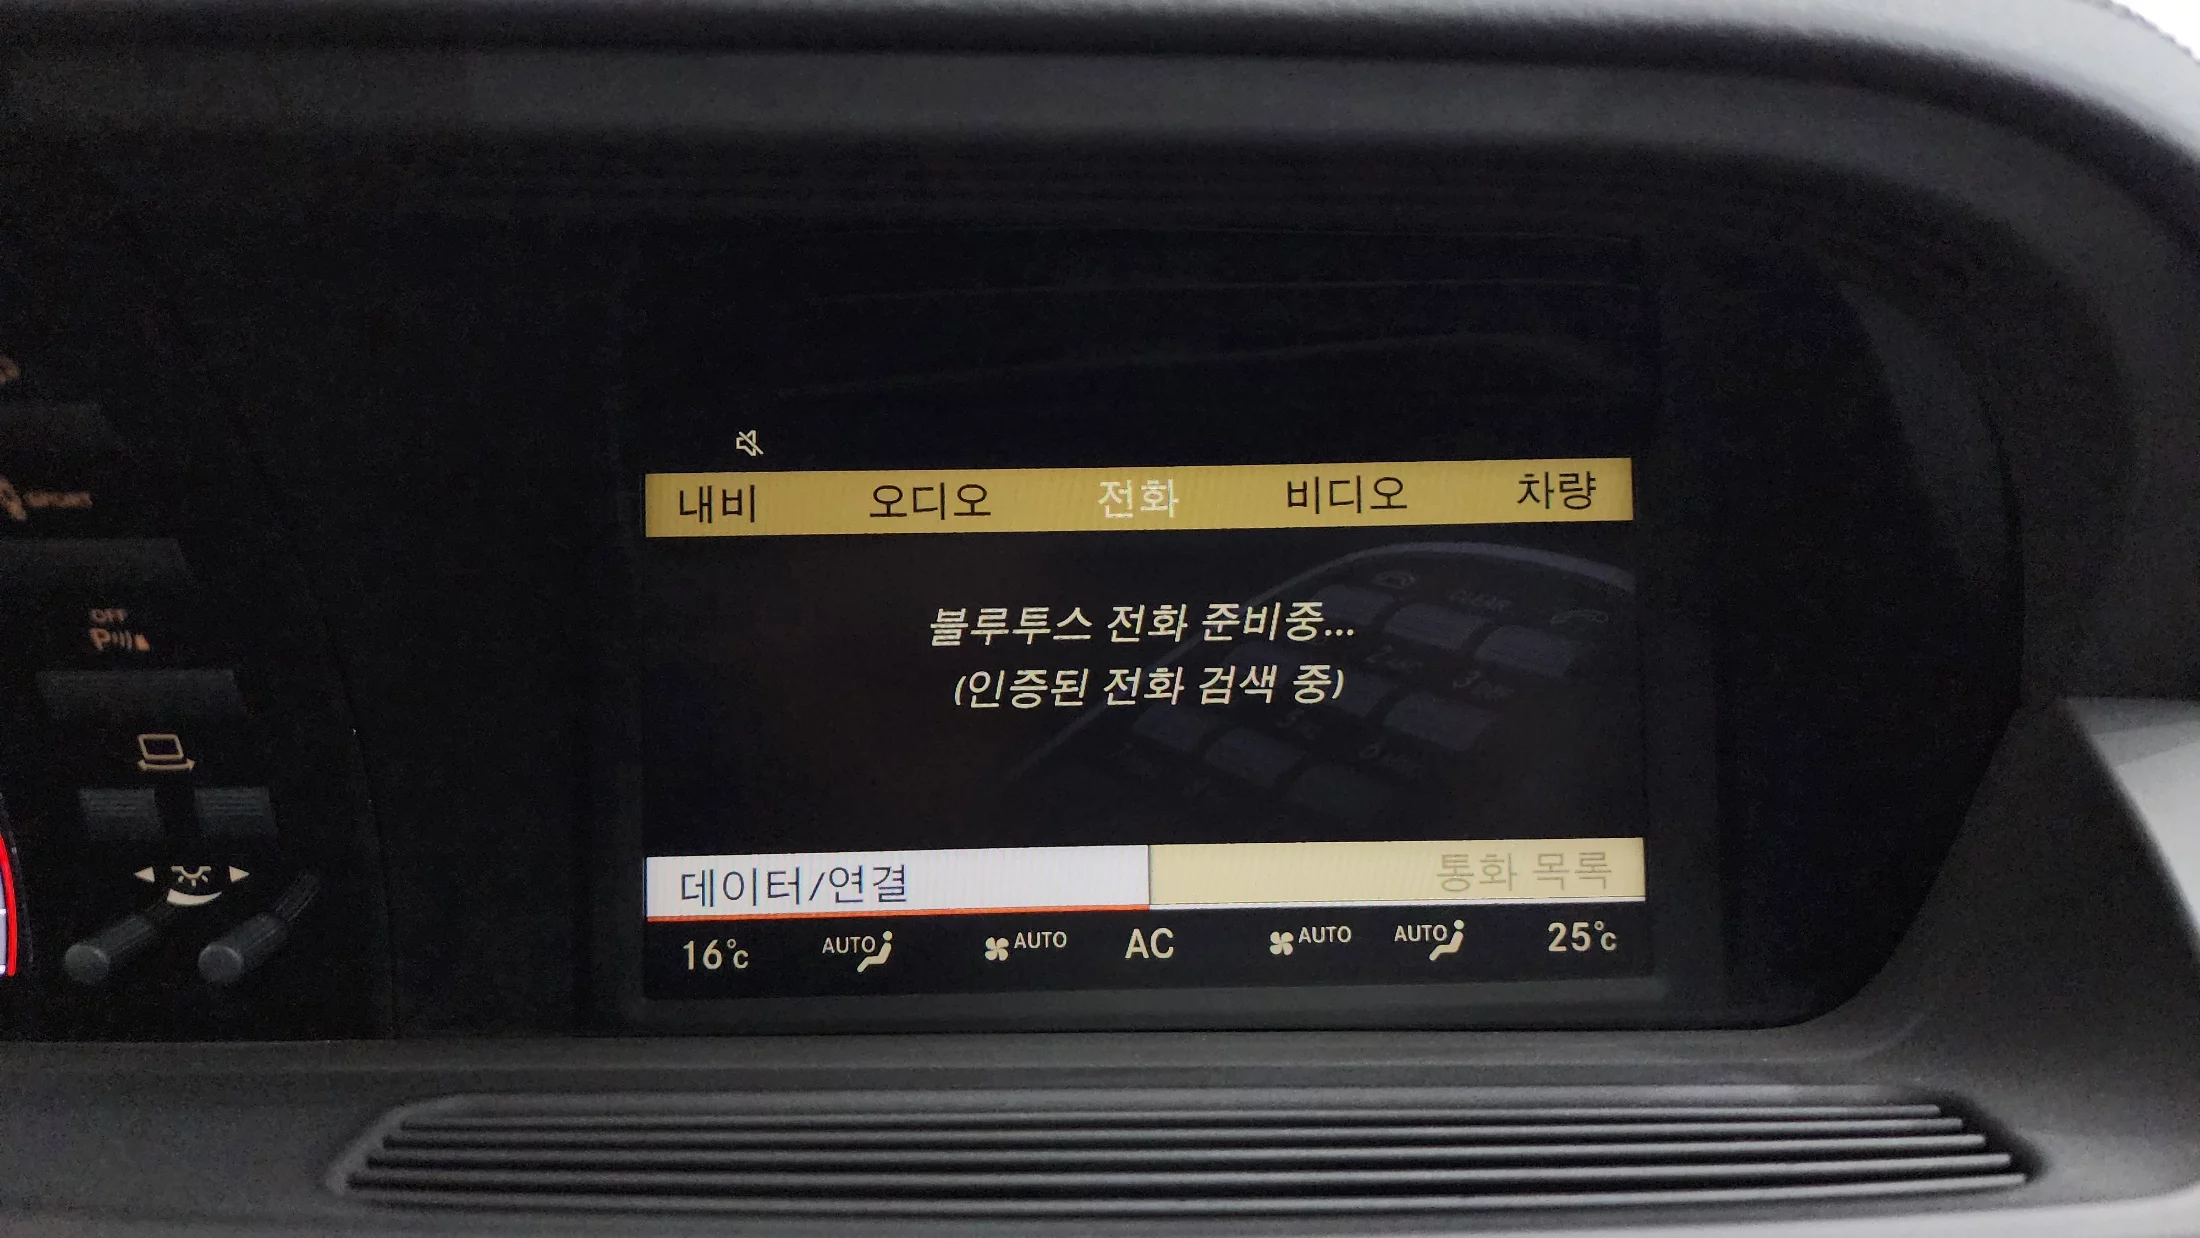 내비 오디오 전화 비디오 차량
블루투스 전화 준비중...
(인증된 전화 검색 중)
데이터/연결 통화 목록
16°C AUTO AUTO AC AUTO AUTO 25°C
OFF
P
CLEAR